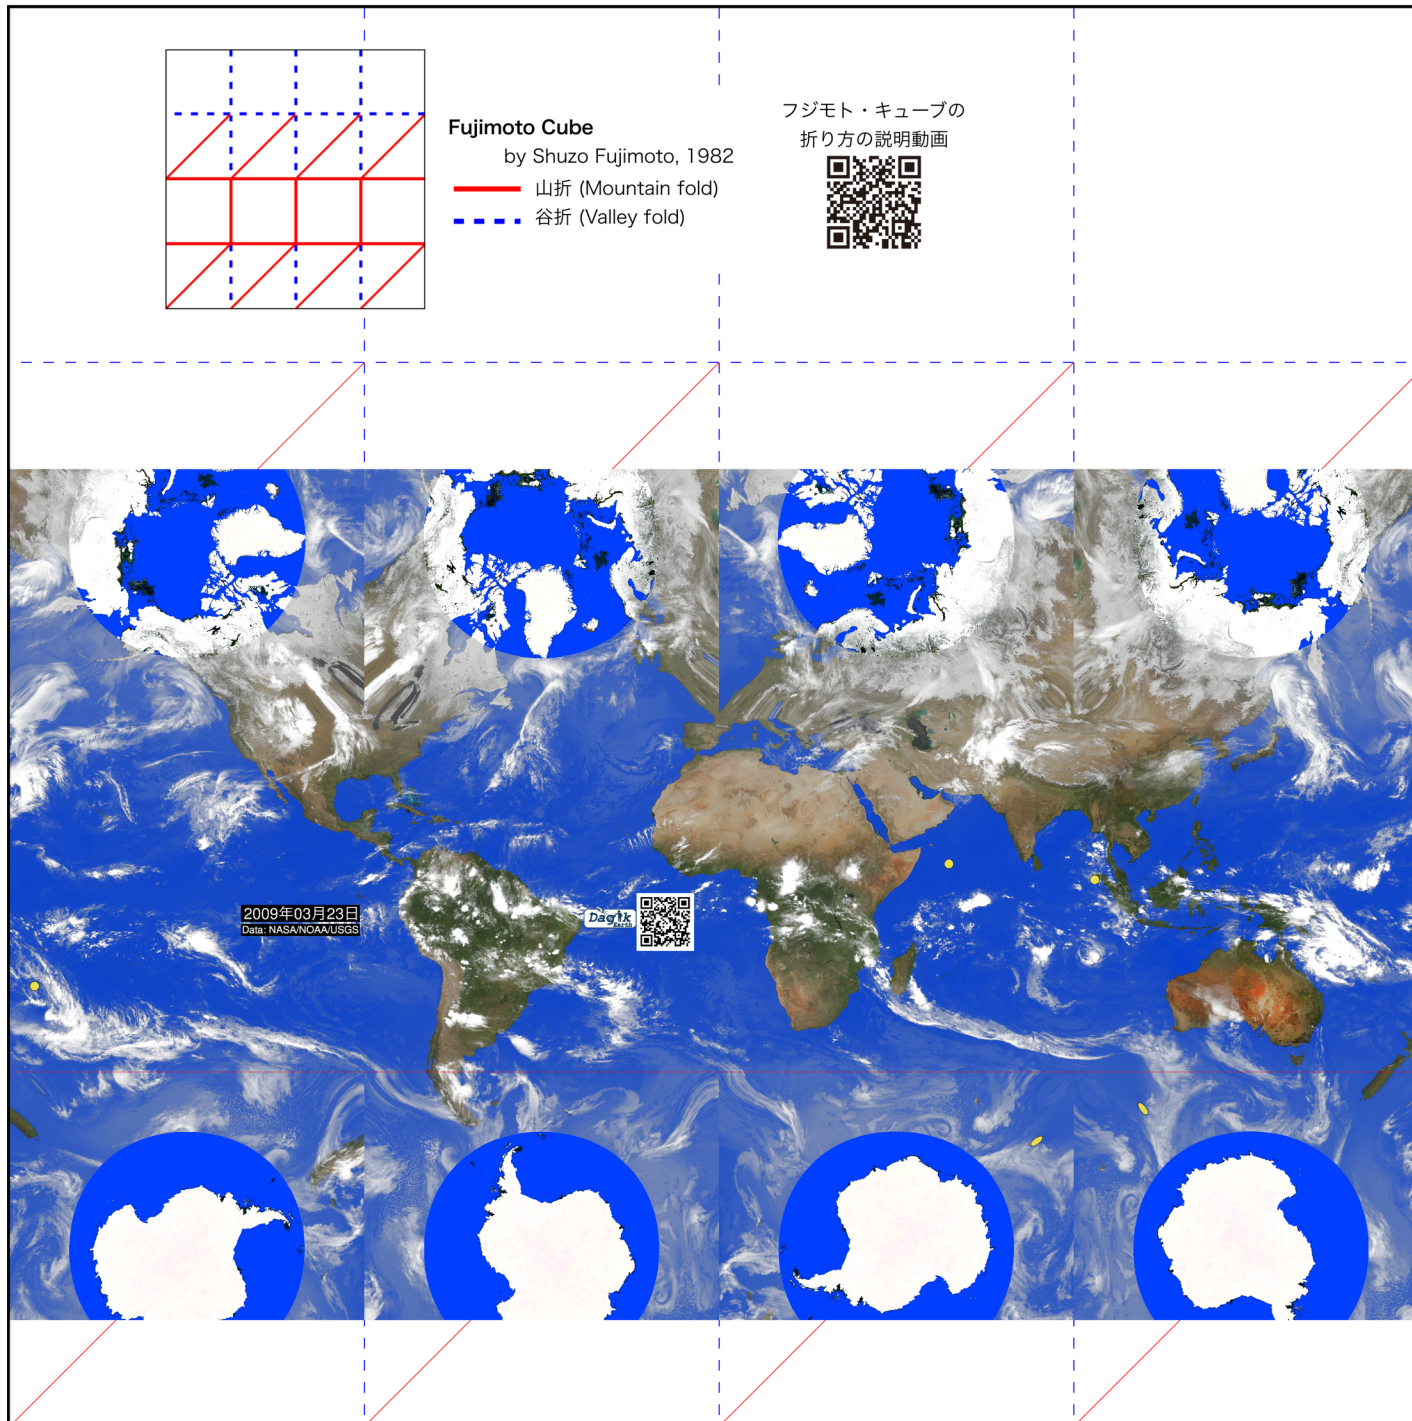 Fujimoto Cube
by Shuzo Fujimoto, 1982
山折 (Mountain fold)
谷折 (Valley fold)
フジモト・キューブの
折り方の説明動画
2009年03月23日
Data: NASA/NOAA/USGS
Dagik
Earth